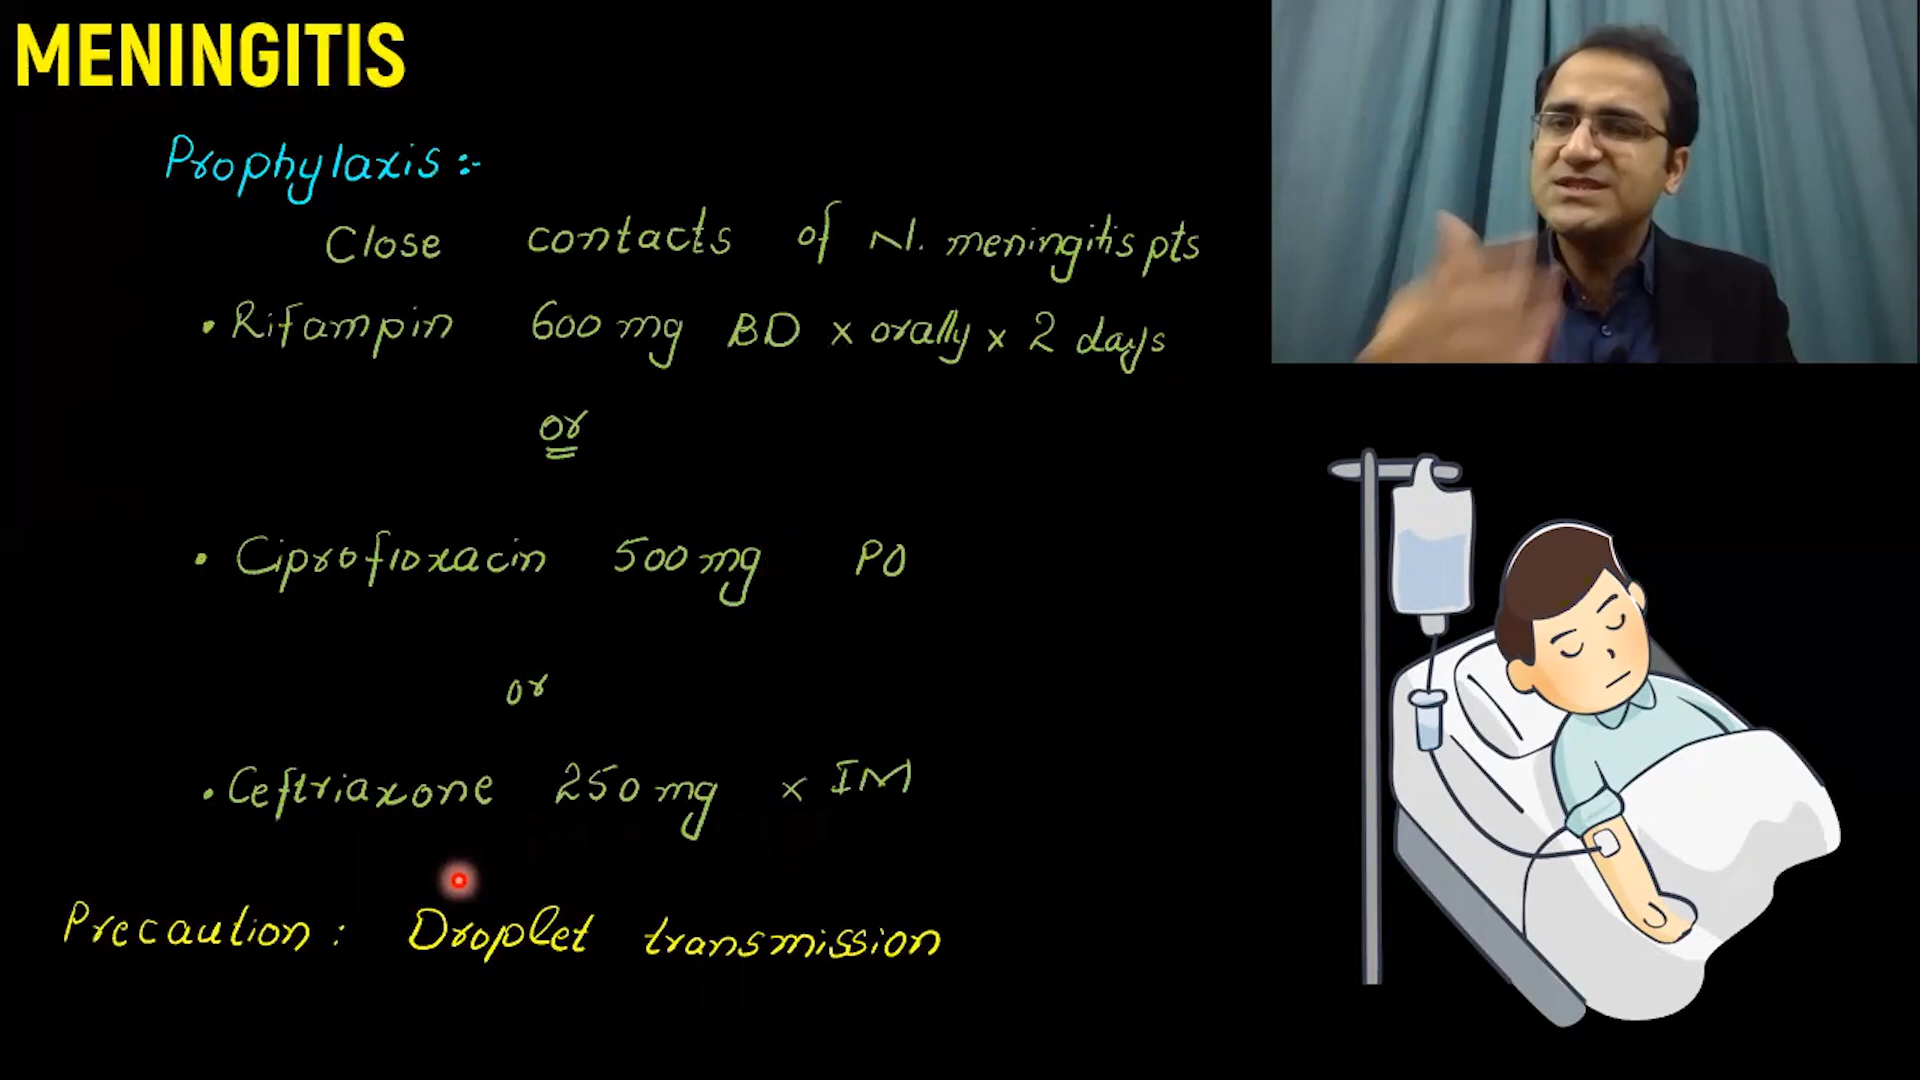 MENINGITIS
Prophylaxis:-
Close contacts of N. meningitis pts
• Rifampin 600 mg BD x orally x 2 days
or
• Ciprofloxacin 500 mg PO
or
• Ceftriaxone 250 mg x IM
Precaution: Droplet transmission